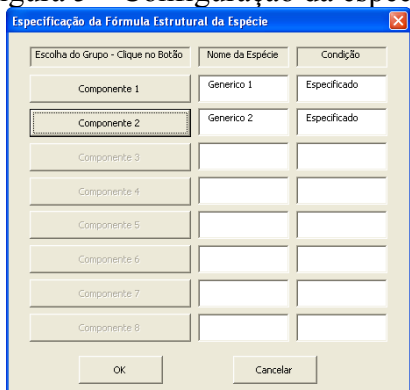 Especificação da Fórmula Estrutural da Espécie
Escolha do Grupo - Clique no Botão Nome da Espécie Condição
Componente 1 Generico 1 Especificado
Componente 2 Generico 2 Especificado
Componente 3
Componente 4
Componente 5
Componente 6
Componente 7
Componente 8
OK Cancelar